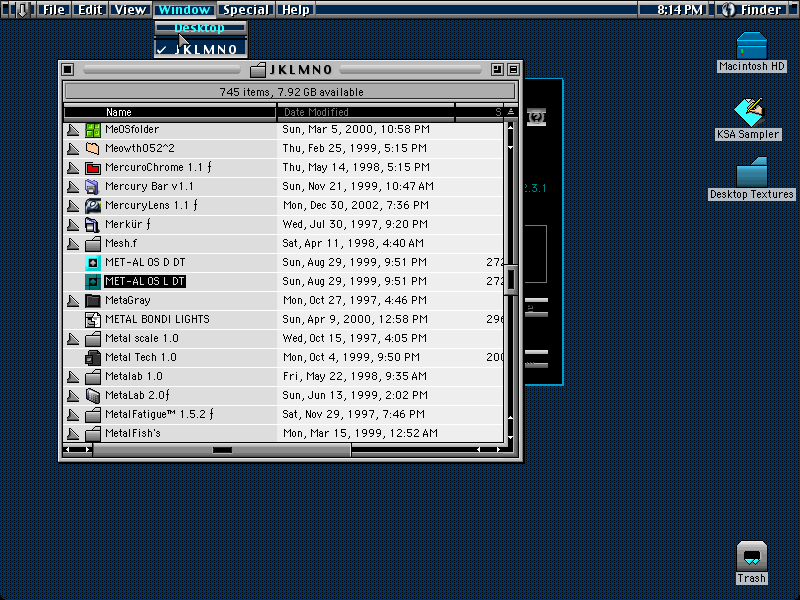 File Edit View Window Special Help 8:14 PM Finder
Desktop
✓ JKLMNO
JKLMNO
745 items, 7.92 GB available
Name Date Modified S
MeOSfolder Sun, Mar 5, 2000, 10:58 PM
Meowth052^2 Thu, Feb 25, 1999, 5:15 PM
MercuroChrome 1.1 ƒ Thu, May 14, 1998, 5:15 PM
Mercury Bar v1.1 Sun, Nov 21, 1999, 10:47 AM
MercuryLens 1.1 ƒ Mon, Dec 30, 2002, 7:36 PM
Merkür ƒ Wed, Jul 30, 1997, 9:20 PM
Mesh.f Sat, Apr 11, 1998, 4:40 AM
MET-AL OS D DT Sun, Aug 29, 1999, 9:51 PM 272
MET-AL OS L DT Sun, Aug 29, 1999, 9:51 PM 272
MetaGray Mon, Oct 27, 1997, 4:46 PM
METAL BONDI LIGHTS Sun, Apr 9, 2000, 12:58 PM 296
Metal scale 1.0 Wed, Oct 15, 1997, 4:05 PM
Metal Tech 1.0 Mon, Oct 4, 1999, 9:50 PM 200
Metalab 1.0 Fri, May 22, 1998, 9:35 AM
MetaLab 2.0ƒ Sun, Jun 13, 1999, 2:02 PM
MetalFatigue™ 1.5.2 ƒ Sat, Nov 29, 1997, 7:46 PM
MetalFish's Mon, Mar 15, 1999, 12:52 AM
2.3.1
Macintosh HD
KSA Sampler
Desktop Textures
Trash